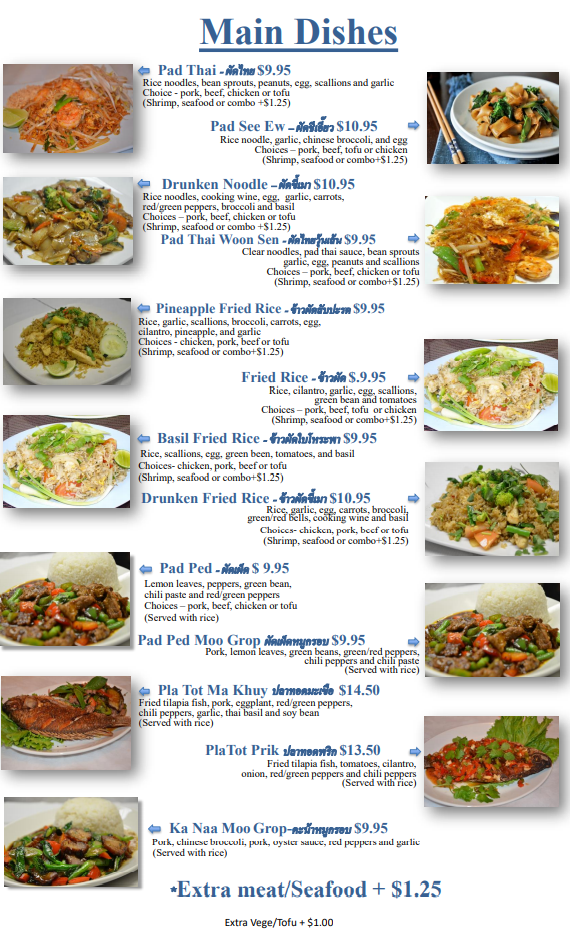 Main Dishes
Pad Thai - ผัดไทย $9.95
Rice noodles, bean sprouts, peanuts, egg, scallions and garlic
Choice - pork, beef, chicken or tofu
(Shrimp, seafood or combo +$1.25)
Pad See Ew – ผัดซีเอี๊ยว $10.95
Rice noodle, garlic, chinese broccoli, and egg
Choices – pork, beef, tofu or chicken
(Shrimp, seafood or combo+$1.25)
Drunken Noodle – ผัดขี้เมา $10.95
Rice noodles, cooking wine, egg, garlic, carrots,
red/green peppers, broccoli and basil
Choices – pork, beef, chicken or tofu
(Shrimp, seafood or combo+$1.25)
Pad Thai Woon Sen - ผัดไทยวุ้นเส้น $9.95
Clear noodles, pad thai sauce, bean sprouts
garlic, egg, peanuts and scallions
Choices – pork, beef, chicken or tofu
(Shrimp, seafood or combo+$1.25)
Pineapple Fried Rice - ข้าวผัดสับปะรด $9.95
Rice, garlic, scallions, broccoli, carrots, egg,
cilantro, pineapple, and garlic
Choices - chicken, pork, beef or tofu
(Shrimp, seafood or combo+$1.25)
Fried Rice - ข้าวผัด $.9.95
Rice, cilantro, garlic, egg, scallions,
green bean and tomatoes
Choices – pork, beef, tofu or chicken
(Shrimp, seafood or combo+$1.25)
Basil Fried Rice - ข้าวผัดใบโหระพา $9.95
Rice, scallions, egg, green been, tomatoes, and basil
Choices- chicken, pork, beef or tofu
(Shrimp, seafood or combo+$1.25)
Drunken Fried Rice - ข้าวผัดขี้เมา $10.95
Rice, garlic, egg, carrots, broccoli,
green/red bells, cooking wine and basil
Choices- chicken, pork, beef or tofu
(Shrimp, seafood or combo+$1.25)
Pad Ped - ผัดเผ็ด $ 9.95
Lemon leaves, peppers, green bean,
chili paste and red/green peppers
Choices – pork, beef, chicken or tofu
(Served with rice)
Pad Ped Moo Grop ผัดเผ็ดหมูกรอบ $9.95
Pork, lemon leaves, green beans, green/red peppers,
chili peppers and chili paste
(Served with rice)
Pla Tot Ma Khuy ปลาทอดมะเขือ $14.50
Fried tilapia fish, pork, eggplant, red/green peppers,
chili peppers, garlic, thai basil and soy bean
(Served with rice)
PlaTot Prik ปลาทอดพริก $13.50
Fried tilapia fish, tomatoes, cilantro,
onion, red/green peppers and chili peppers
(Served with rice)
Ka Naa Moo Grop-คะน้าหมูกรอบ $9.95
Pork, chinese broccoli, pork, oyster sauce, red peppers and garlic
(Served with rice)
*Extra meat/Seafood + $1.25
Extra Vege/Tofu + $1.00